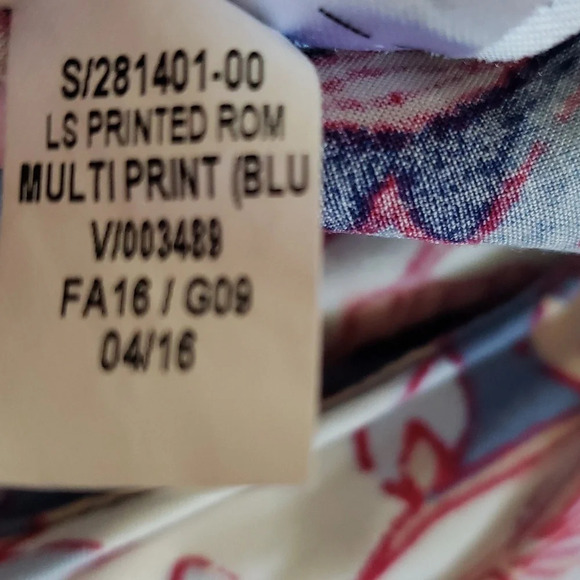 S/281401-00
LS PRINTED ROM
MULTI PRINT (BLU
V/003489
FA16 / G09
04/16